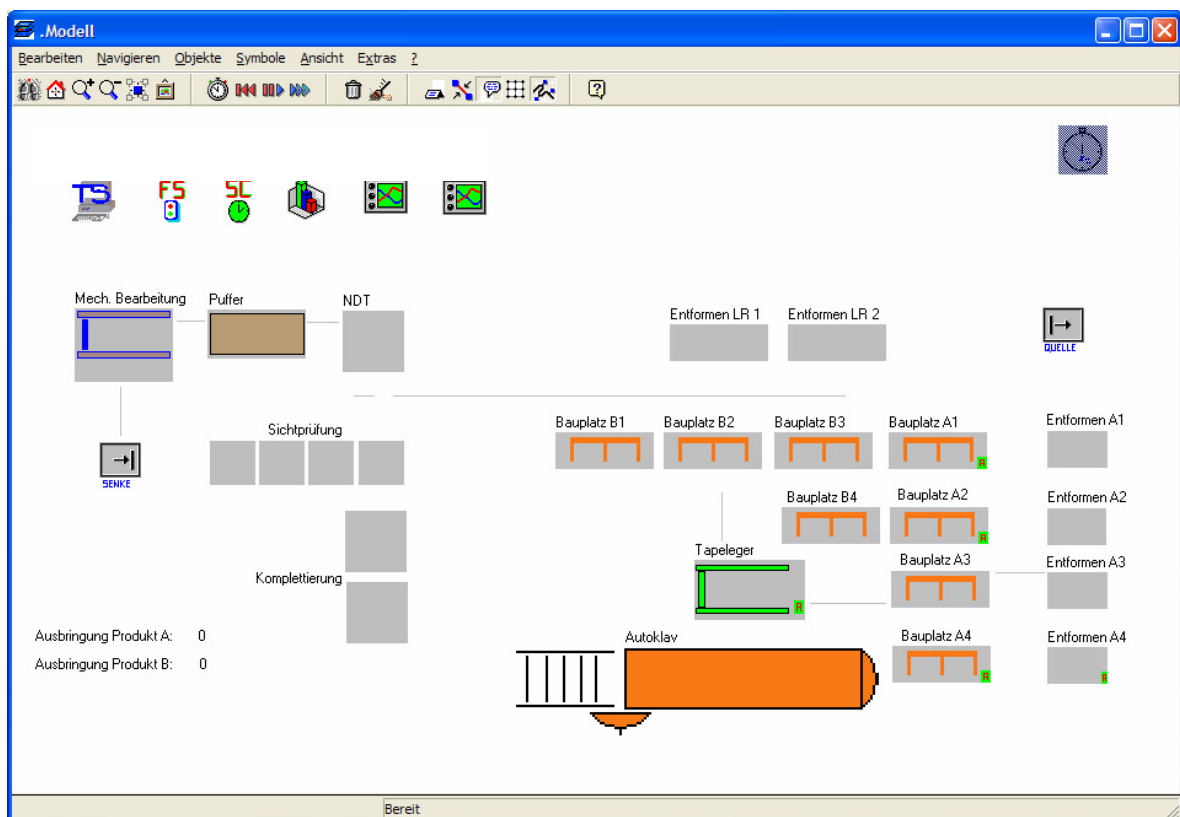 .Modell
Bearbeiten Navigieren Objekte Symbole Ansicht Extras ?
TS
FS
SC
Mech. Bearbeitung
Puffer
NDT
Entformen LR 1
Entformen LR 2
QUELLE
Sichtprüfung
Bauplatz B1
Bauplatz B2
Bauplatz B3
Bauplatz A1
Entformen A1
A
SENKE
Bauplatz B4
Bauplatz A2
Entformen A2
A
Tapeleger
Bauplatz A3
Entformen A3
Komplettierung
A
Ausbringung Produkt A: 0
Autoklav
Bauplatz A4
Entformen A4
Ausbringung Produkt B: 0
A
A
Bereit